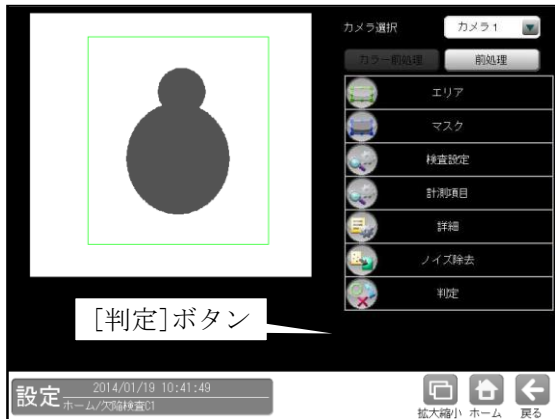 カメラ選択
カメラ1
カラー前処理
前処理
エリア
マスク
検査設定
計測項目
詳細
ノイズ除去
判定
[判定]ボタン
設定
2014/01/19 10:41:49
ホーム/欠陥検査C1
拡大縮小
ホーム
戻る